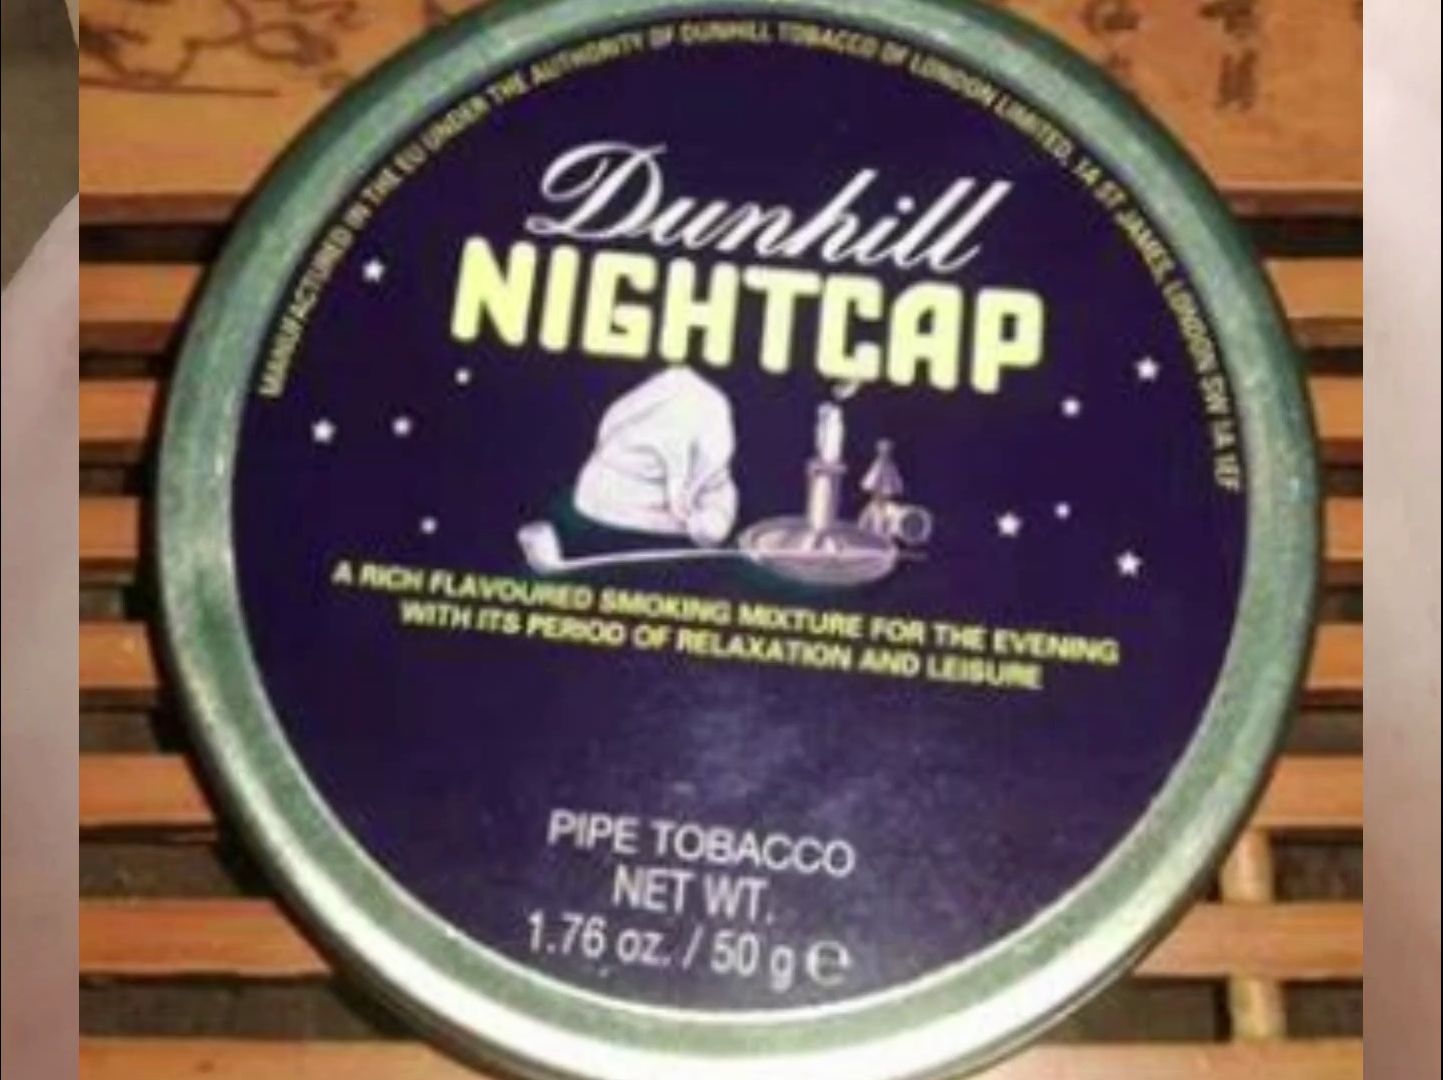 MANUFACTURED IN THE EU UNDER THE AUTHORITY OF DUNHILL TOBACCO OF LONDON LIMITED, 1A ST JAMES, LONDON SW 1A 1EF
Dunhill
NIGHTCAP
A RICH FLAVOURED SMOKING MIXTURE FOR THE EVENING
WITH ITS PERIOD OF RELAXATION AND LEISURE
PIPE TOBACCO
NET WT.
1.76 oz. / 50 g ℮